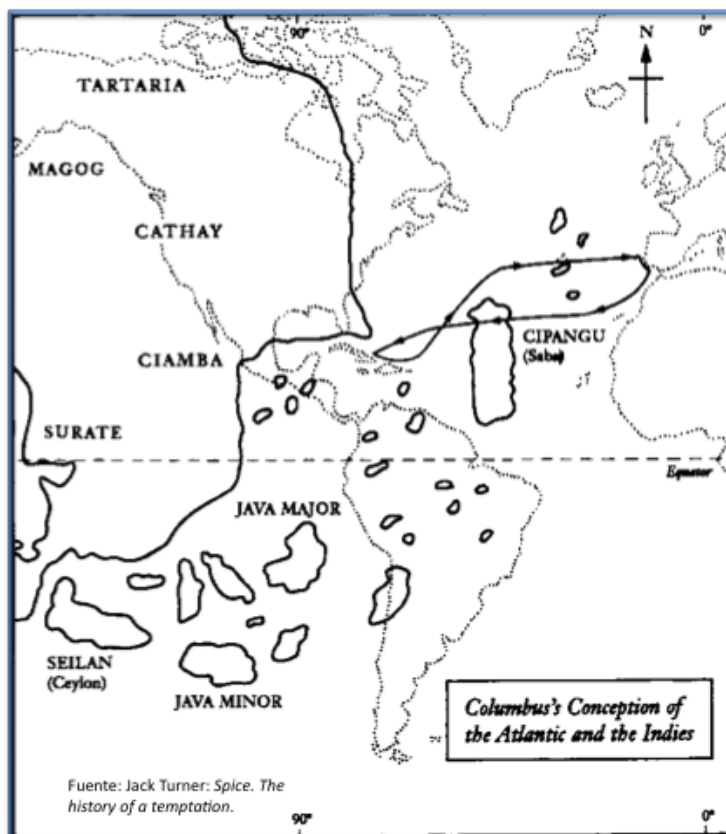 90°
0°
N
TARTARIA
MAGOG
CATHAY
CIPANGU
(Saba)
CIAMBA
SURATE
Equator
JAVA MAJOR
SEILAN
(Ceylon)
JAVA MINOR
Columbus's Conception of
the Atlantic and the Indies
Fuente: Jack Turner: Spice. The
history of a temptation.
90°
0°